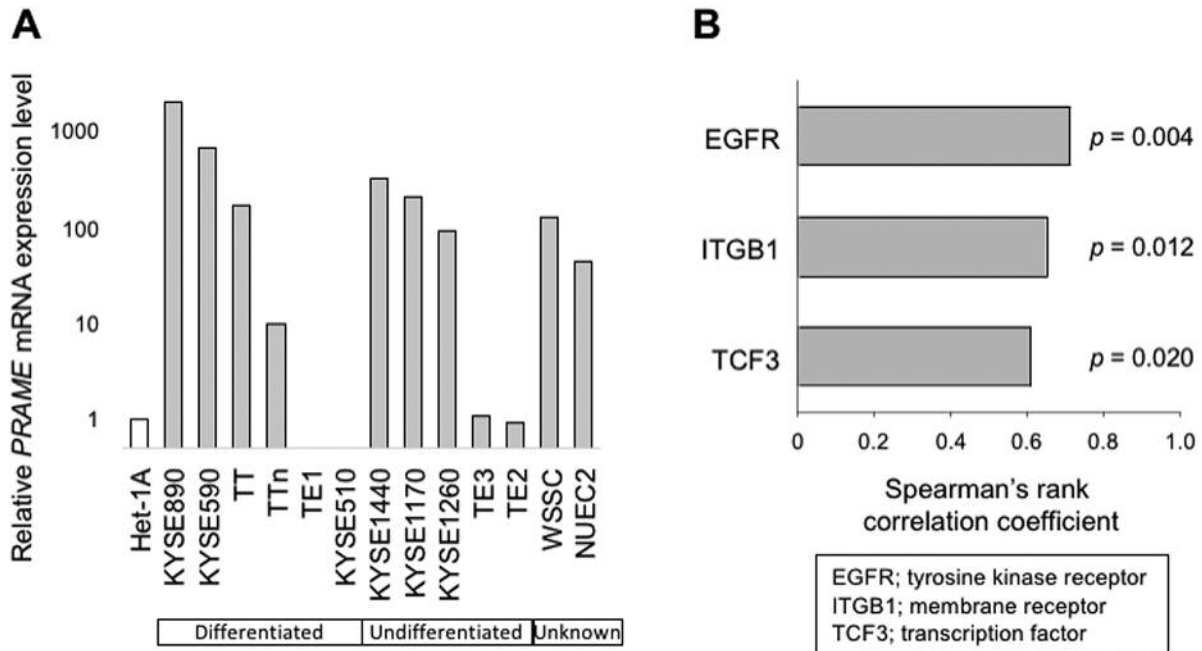 A
Relative PRAME mRNA expression level
1000
100
10
1
Het-1A
KYSE890
KYSE590
TT
TTn
TE1
KYSE510
KYSE1440
KYSE1170
KYSE1260
TE3
TE2
WSSC
NUEC2
Differentiated
Undifferentiated
Unknown
B
EGFR
p = 0.004
ITGB1
p = 0.012
TCF3
p = 0.020
0 0.2 0.4 0.6 0.8 1.0
Spearman’s rank
correlation coefficient
EGFR; tyrosine kinase receptor
ITGB1; membrane receptor
TCF3; transcription factor